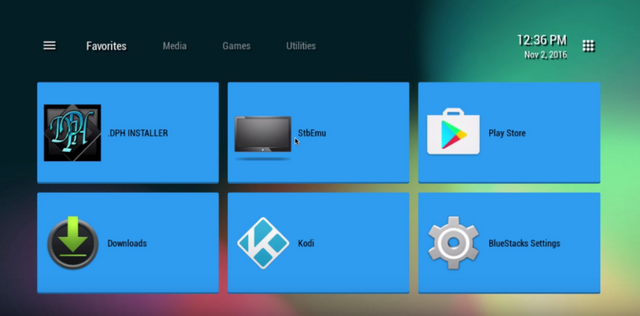 Favorites
Media
Games
Utilities
12:36 PM
Nov 2, 2016
DPH
.DPH INSTALLER
StbEmu
Play Store
Downloads
Kodi
BlueStacks Settings